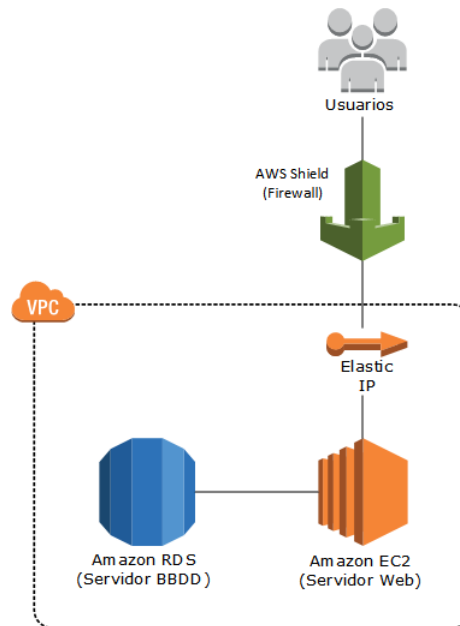 Usuarios
AWS Shield
(Firewall)
VPC
Elastic
IP
Amazon RDS
(Servidor BBDD)
Amazon EC2
(Servidor Web)